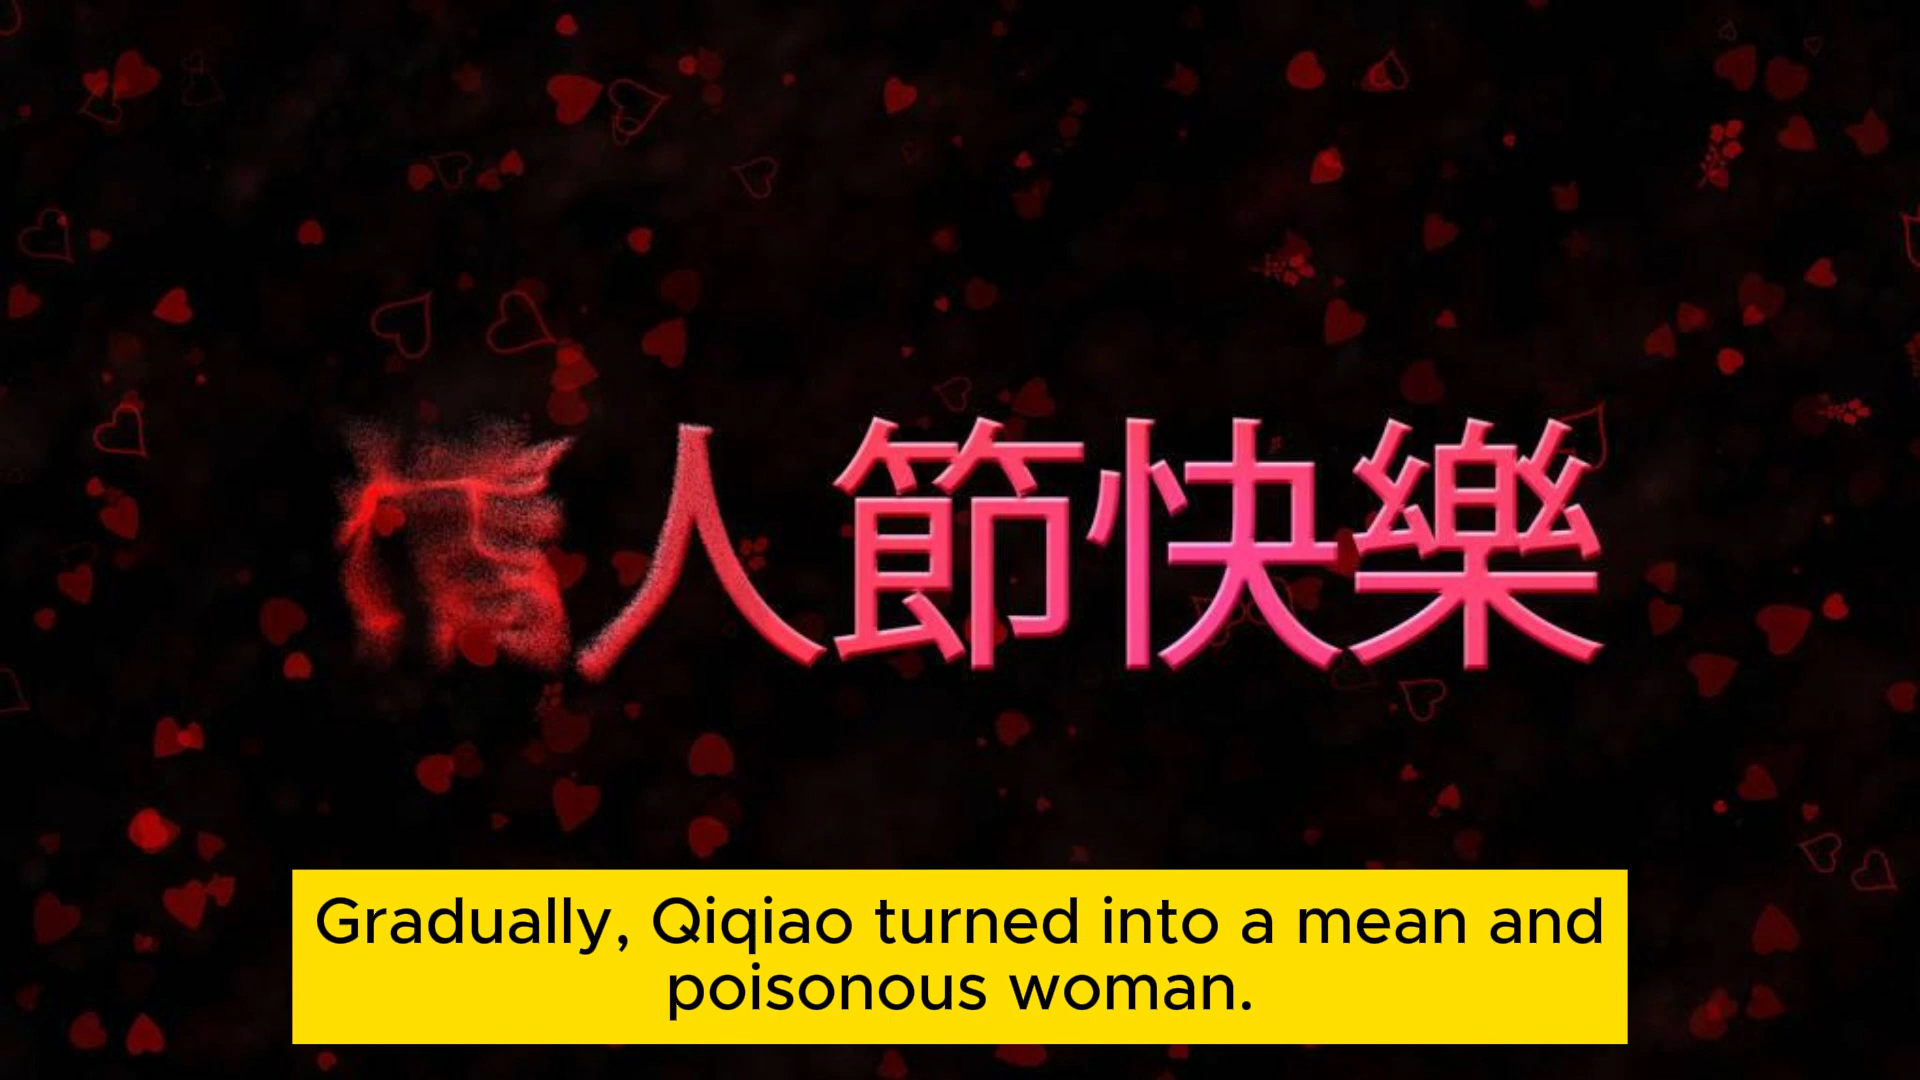 人節快樂
Gradually, Qiqiao turned into a mean and
poisonous woman.